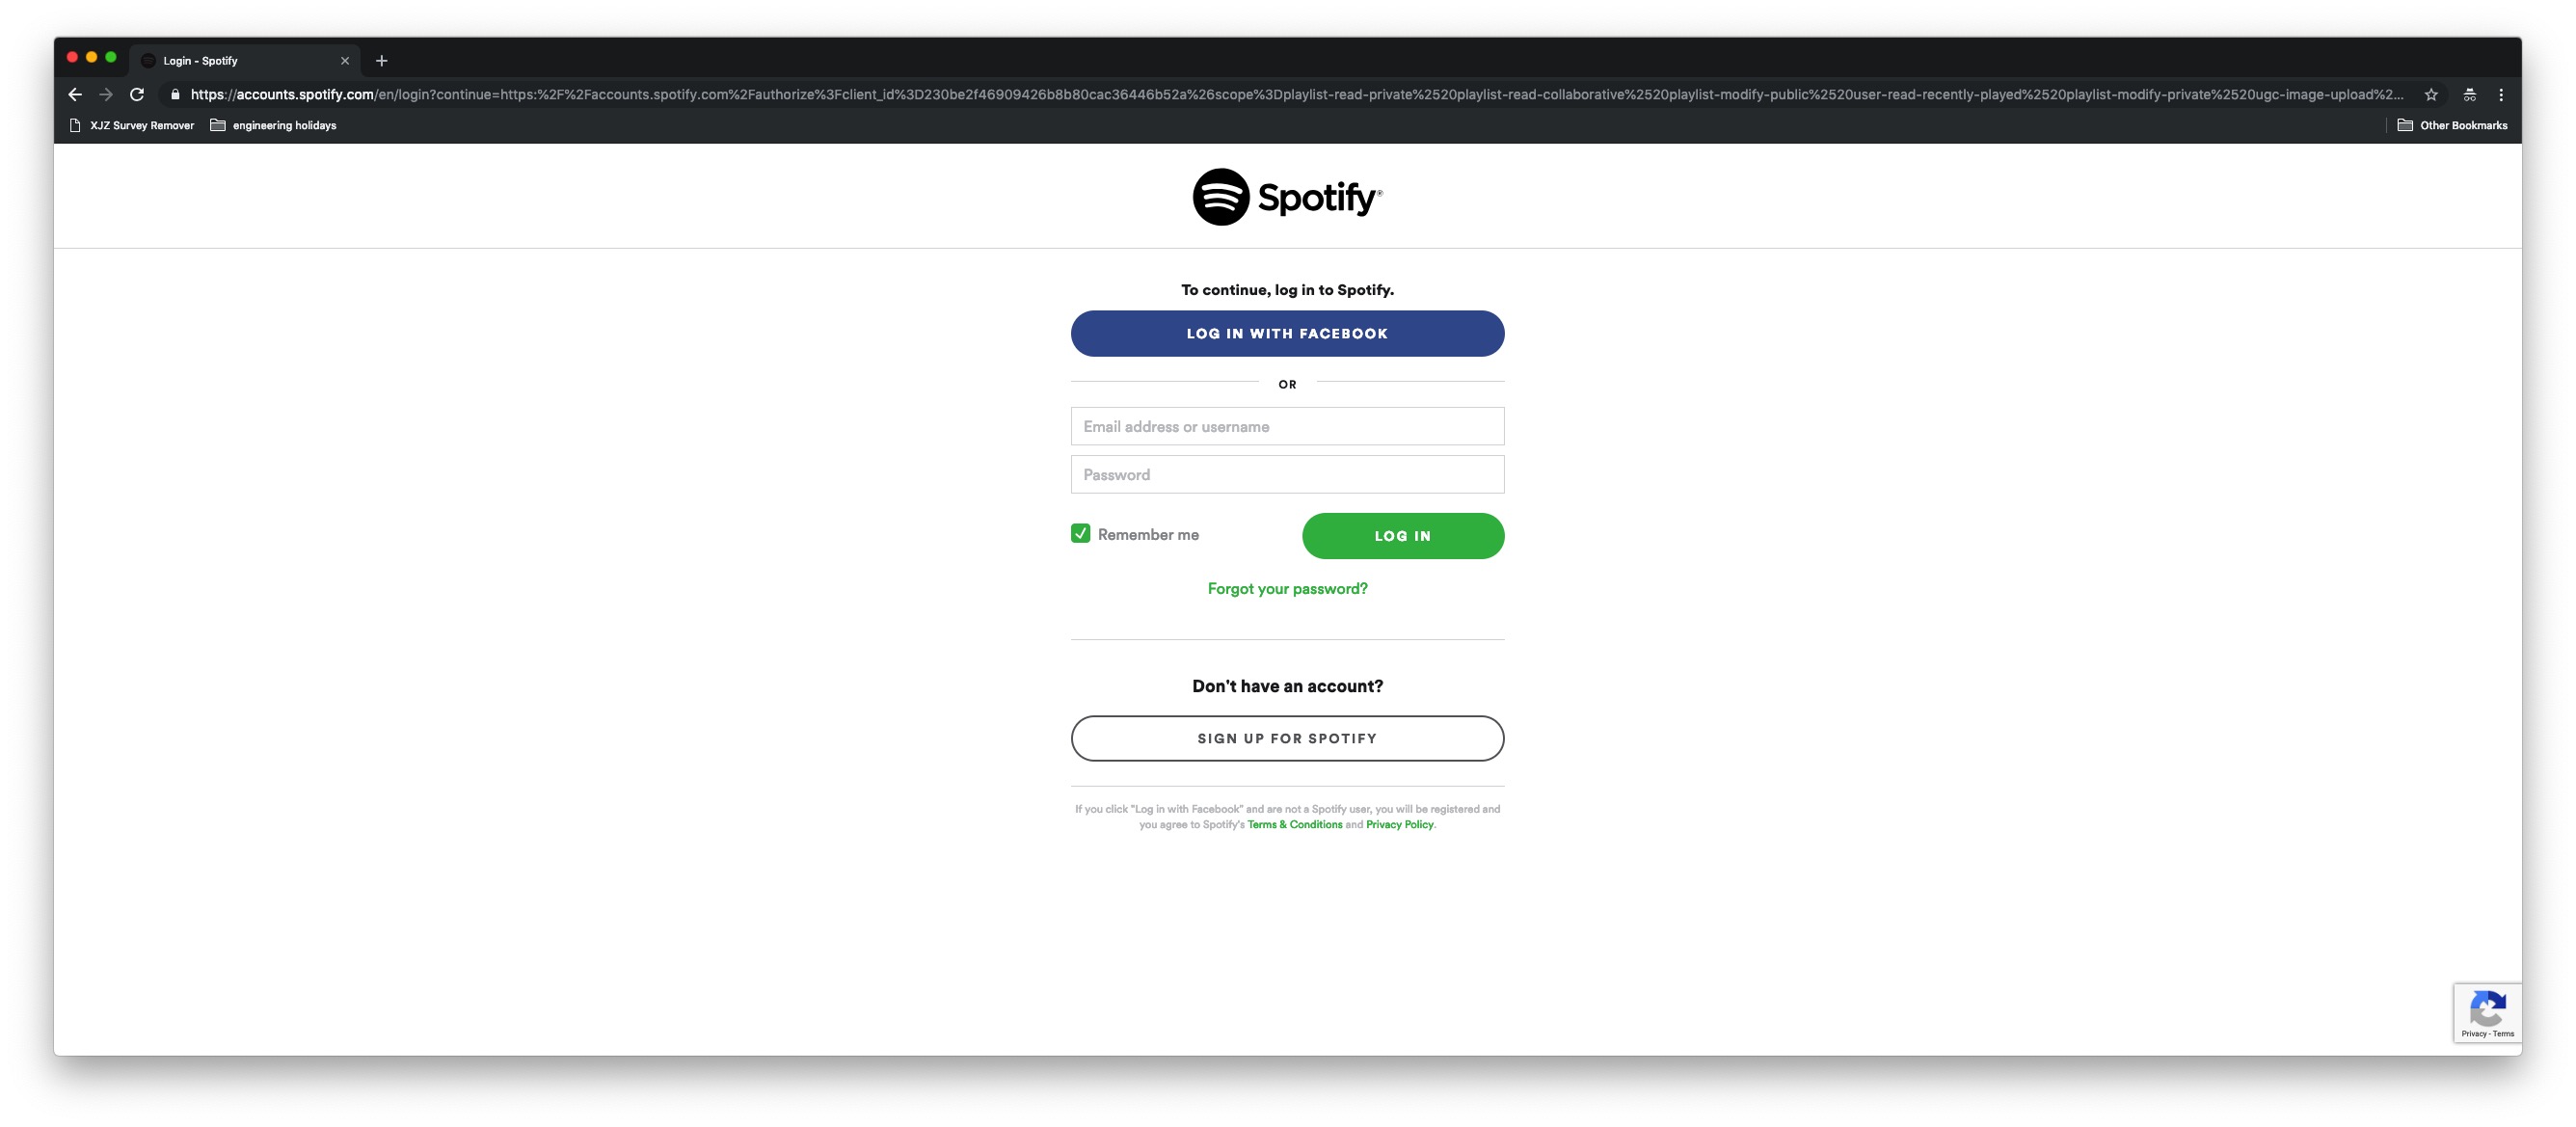 Login - Spotify
https://accounts.spotify.com/en/login?continue=https:%2F%2Faccounts.spotify.com%2Fauthorize%3Fclient_id%3D230be2f46909426b8b80cac36446b52a%26scope%3Dplaylist-read-private%2520playlist-read-collaborative%2520playlist-modify-public%2520user-read-recently-played%2520playlist-modify-private%2520ugc-image-upload%2...
XJZ Survey Remover engineering holidays Other Bookmarks
Spotify®
To continue, log in to Spotify.
LOG IN WITH FACEBOOK
OR
Email address or username
Password
Remember me LOG IN
Forgot your password?
Don't have an account?
SIGN UP FOR SPOTIFY
If you click "Log in with Facebook" and are not a Spotify user, you will be registered and
you agree to Spotify's Terms & Conditions and Privacy Policy.
Privacy - Terms